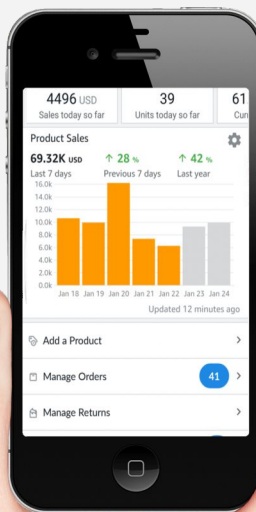 4496 USD
Sales today so far
39
Units today so far
61
Cur
Product Sales
69.32K USD
Last 7 days
↑ 28 %
Previous 7 days
↑ 42 %
Last year
16.0k
14.0k
12.0k
10.0k
8.0k
6.0k
4.0k
2.0k
0.0k
Jan 18 Jan 19 Jan 20 Jan 21 Jan 22 Jan 23 Jan 24
Updated 12 minutes ago
Add a Product
Manage Orders 41
Manage Returns